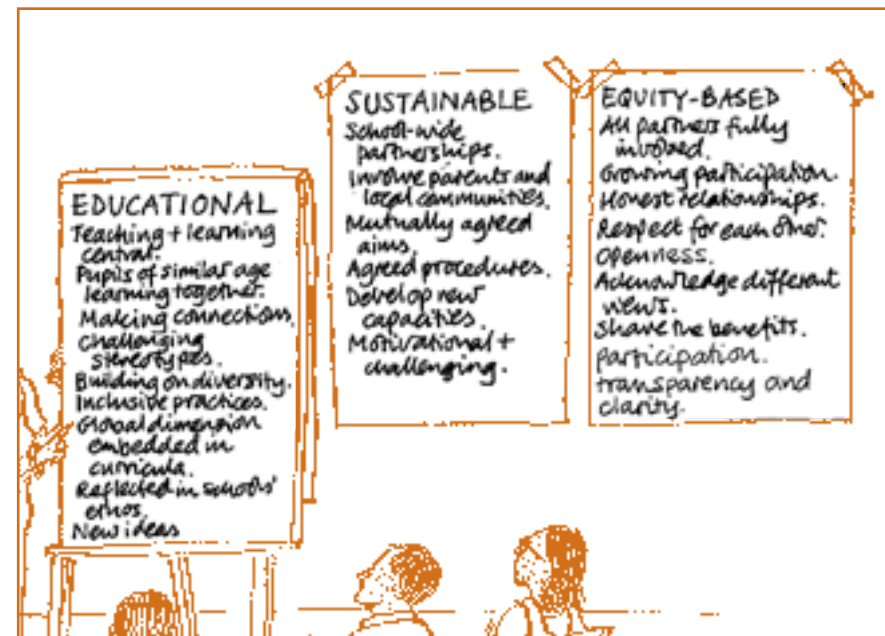 EDUCATIONAL
Teaching + learning
central.
Pupils of similar age
learning together.
Making connections.
Challenging
stereotypes.
Building on diversity.
Inclusive practices.
Global dimension
embedded in
curricula.
Reflected in schools'
ethos.
New ideas
SUSTAINABLE
School-wide
partnerships.
Involve parents and
local communities.
Mutually agreed
aims.
Agreed procedures.
Develop new
capacities.
Motivational +
challenging.
EQUITY-BASED
All partners fully
involved.
Growing participation.
Honest relationships.
Respect for each other.
Openness.
Acknowledge different
views.
Share the benefits.
participation.
transparency and
clarity.